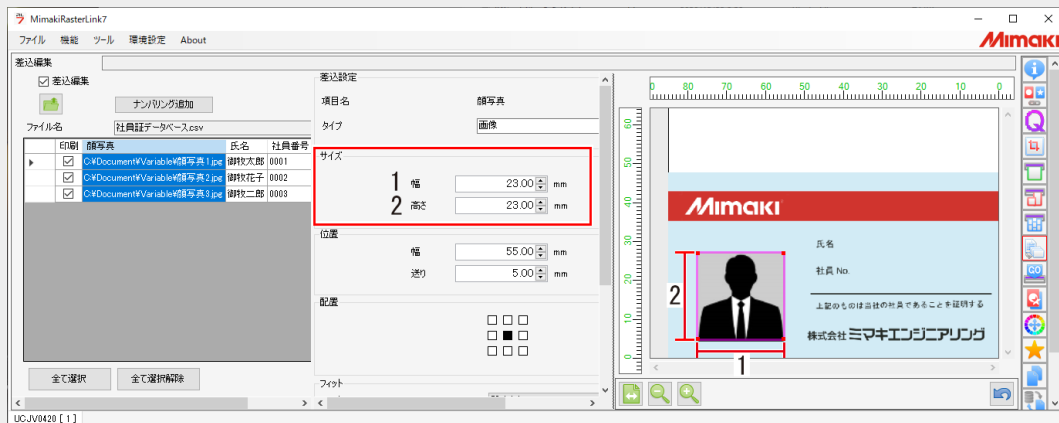 MimakiRasterLink7
ファイル 機能 ツール 環境設定 About
Mimaki
差込編集
差込編集
ナンバリング追加
ファイル名 社員証データベース.csv
印刷 顔写真 氏名 社員番号
C:¥Document¥Variable¥顔写真1.jpg 御牧太郎 0001
C:¥Document¥Variable¥顔写真2.jpg 御牧花子 0002
C:¥Document¥Variable¥顔写真3.jpg 御牧二郎 0003
全て選択 全て選択解除
差込設定
項目名 顔写真
タイプ 画像
サイズ
1 幅 23.00 mm
2 高さ 23.00 mm
位置
幅 55.00 mm
送り 5.00 mm
配置
フィット
0 80 70 60 50 40 30 20 10 0
60
50
40
30
20
10
0
Mimaki
氏名
社員 No.
上記のものは当社の社員であることを証明する
株式会社ミマキエンジニアリング
2
1
UCJV0420 [ 1 ]